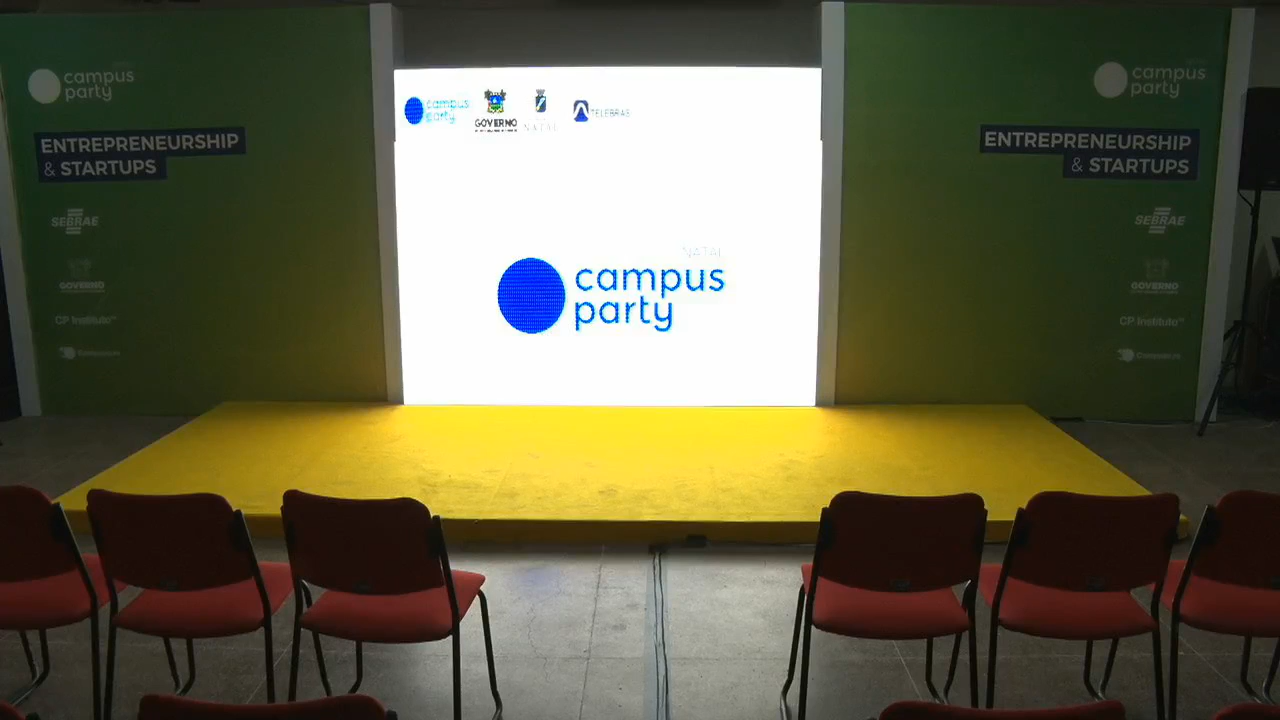 campus
party
ENTREPRENEURSHIP
& STARTUPS
SEBRAE
GOVERNO
CP Instituto
campus
party
GOVERNO
NATAL
TELEBRAS
NATAL
campus
party
campus
party
ENTREPRENEURSHIP
& STARTUPS
SEBRAE
GOVERNO
CP Instituto